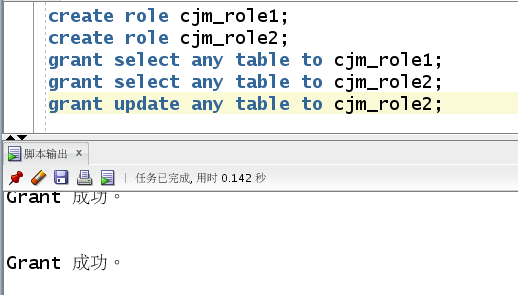 create role cjm_role1;
create role cjm_role2;
grant select any table to cjm_role1;
grant select any table to cjm_role2;
grant update any table to cjm_role2;
脚本输出 x
任务已完成, 用时 0.142 秒
Grant 成功。
Grant 成功。